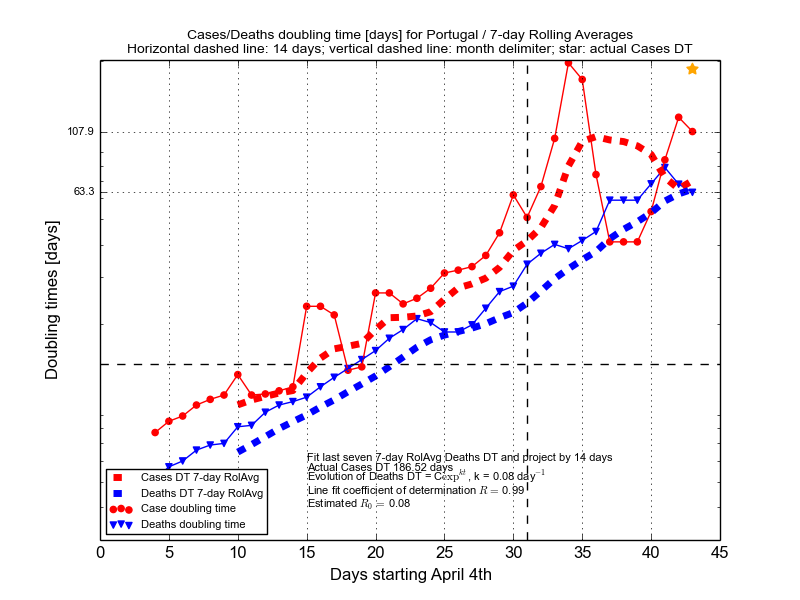 Cases/Deaths doubling time [days] for Portugal / 7-day Rolling Averages
Horizontal dashed line: 14 days; vertical dashed line: month delimiter; star: actual Cases DT
107.9
63.3
Doubling times [days]
Fit last seven 7-day RolAvg Deaths DT and project by 14 days
Actual Cases DT 186.52 days
Evolution of Deaths DT = Cexp^{kt}, k = 0.08 day^{-1}
Line fit coefficient of determination R = 0.99
Estimated R_0 = 0.08
Cases DT 7-day RolAvg
Deaths DT 7-day RolAvg
Case doubling time
Deaths doubling time
0 5 10 15 20 25 30 35 40 45
Days starting April 4th